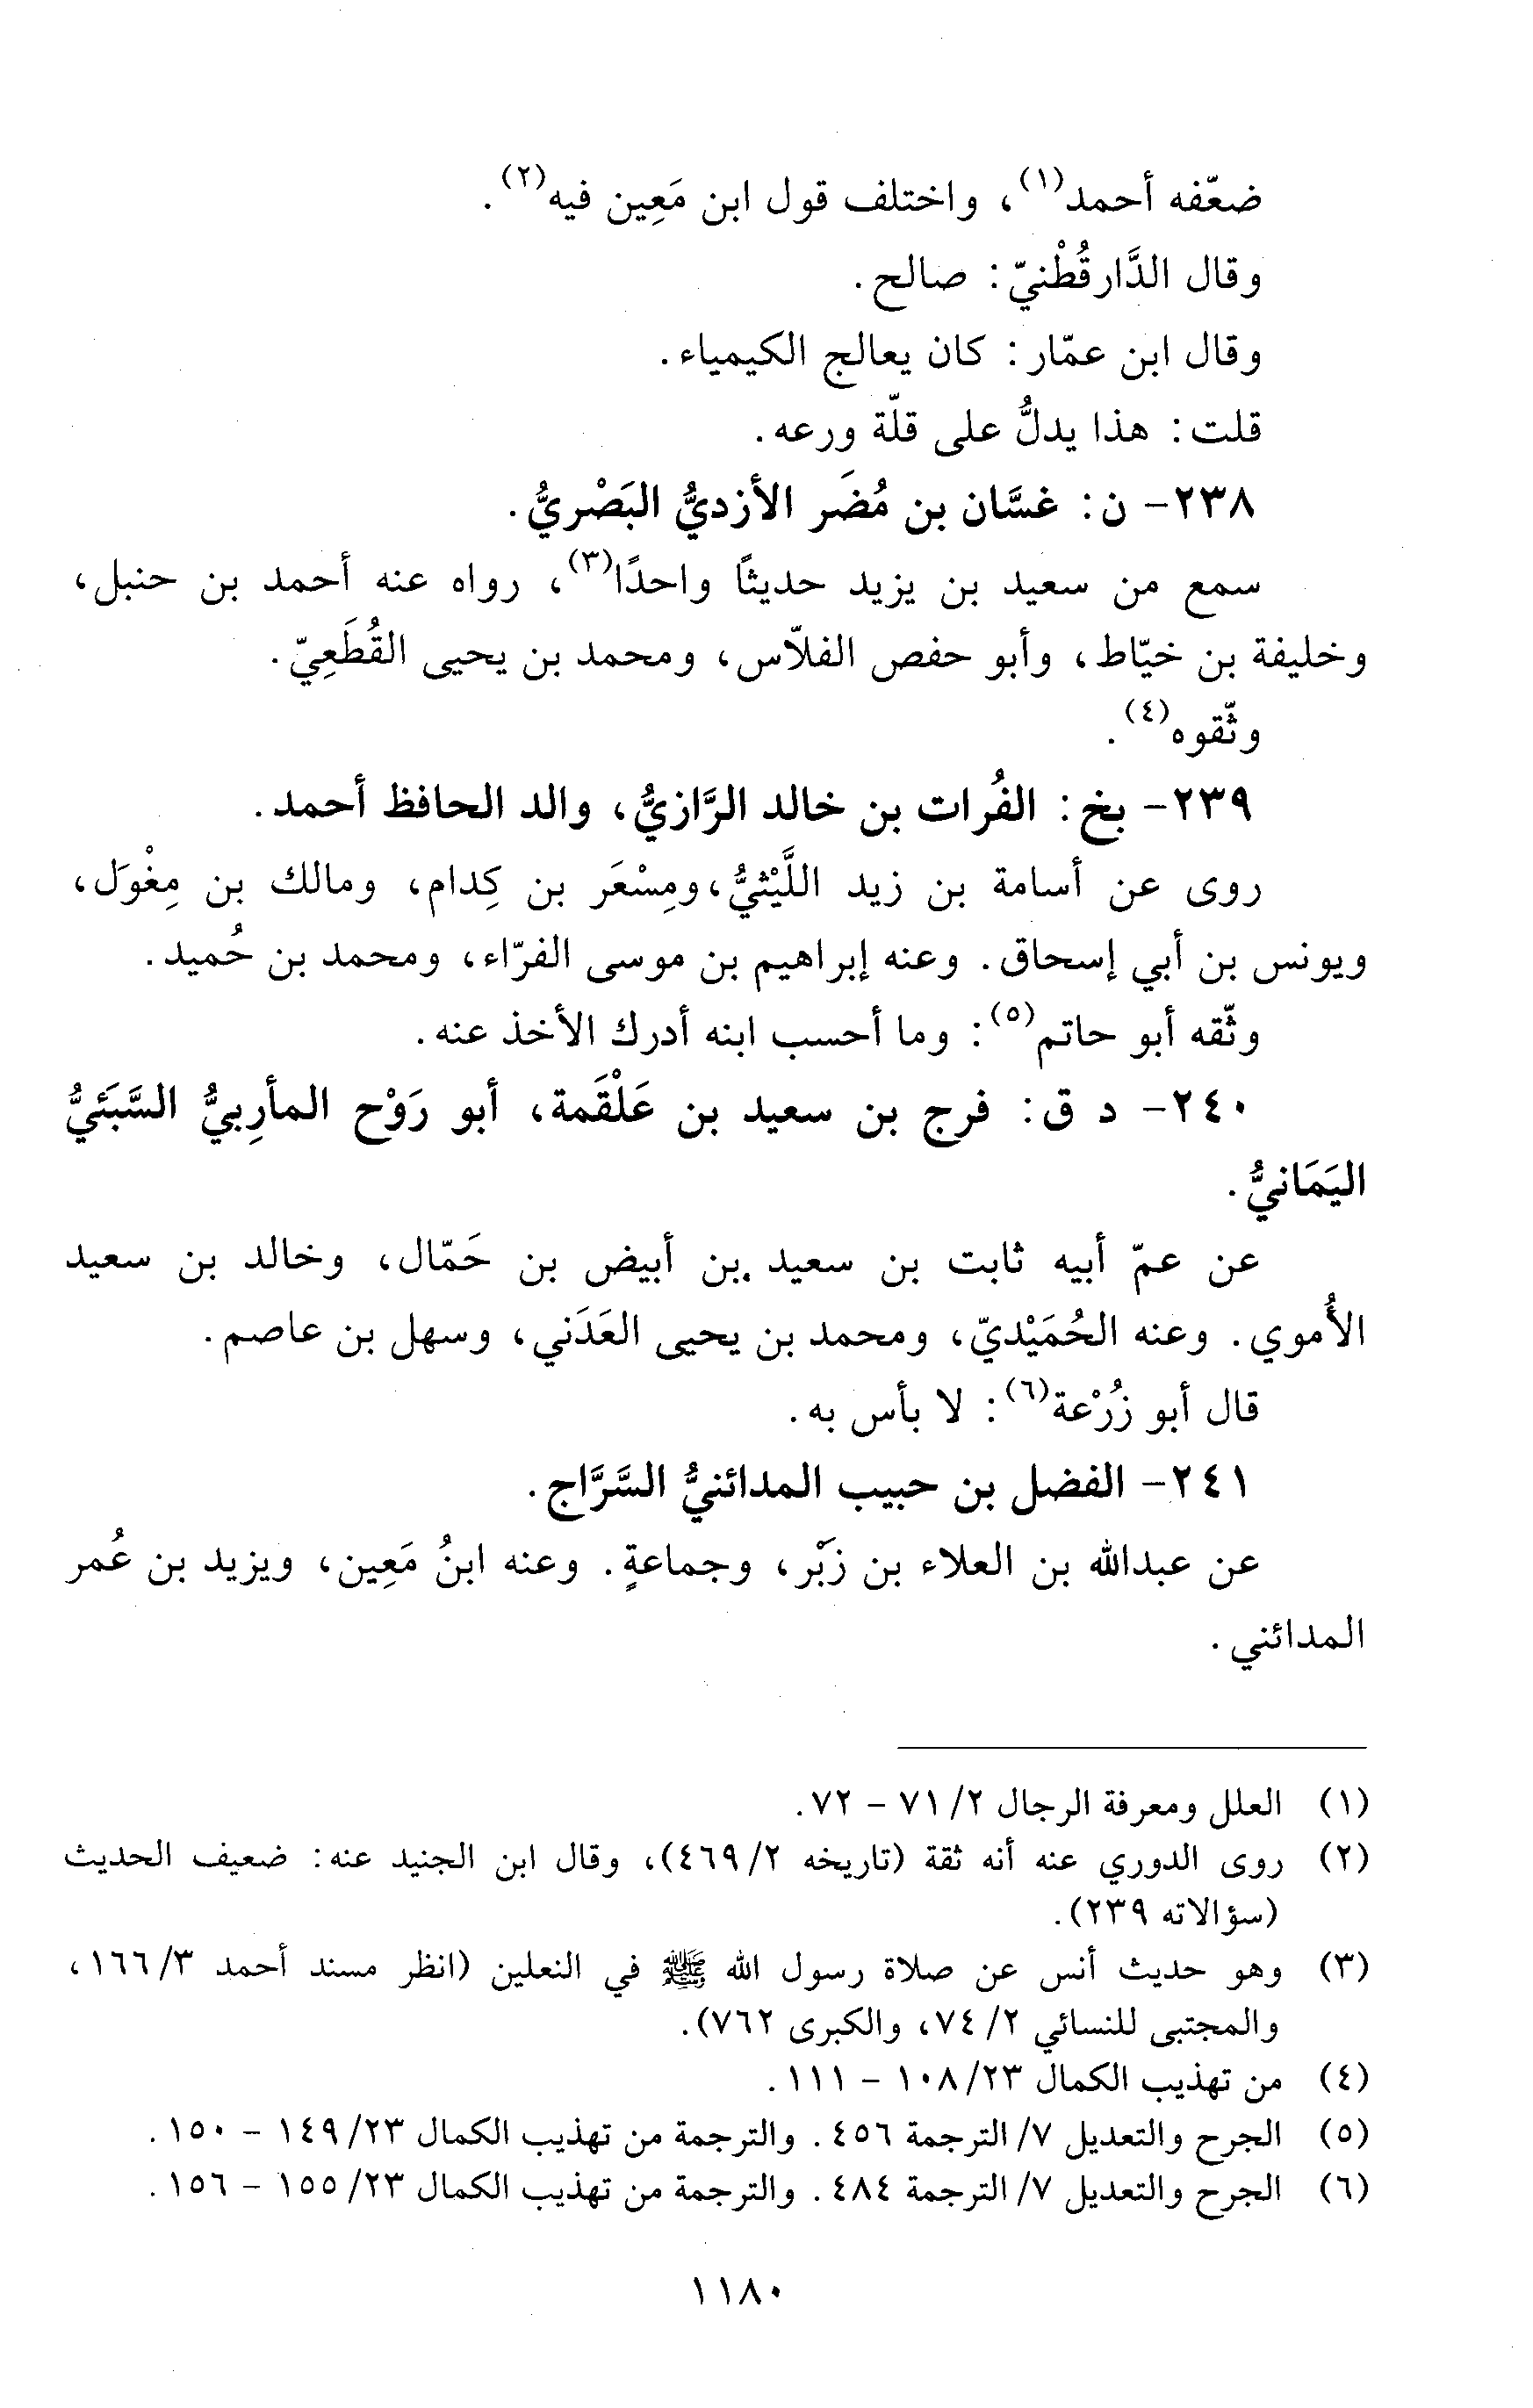 ضعّفه أحمد(١)، واختلف قول ابن مَعِين فيه(٢).
وقال الدَّارقُطْنيّ: صالح.
وقال ابن عمّار: كان يعالج الكيمياء.
قلت: هذا يدلُّ على قلّة ورعه.
٢٣٨- ن: غسَّان بن مُضَر الأزديُّ البَصْريُّ.
سمع من سعيد بن يزيد حديثًا واحدًا(٣)، رواه عنه أحمد بن حنبل،
وخليفة بن خيّاط، وأبو حفص الفلاّس، ومحمد بن يحيى القُطَعِيّ.
وثّقوه(٤).
٢٣٩- بخ: الفُرات بن خالد الرَّازيُّ، والد الحافظ أحمد.
روى عن أسامة بن زيد اللَّيْثيُّ، ومِسْعَر بن كِدام، ومالك بن مِغْوَل،
ويونس بن أبي إسحاق. وعنه إبراهيم بن موسى الفرّاء، ومحمد بن حُميد.
وثّقه أبو حاتم(٥): وما أحسب ابنه أدرك الأخذ عنه.
٢٤٠- د ق: فرج بن سعيد بن عَلْقَمة، أبو رَوْح المأرِبيُّ السَّبَئيُّ
اليَمَانيُّ.
عن عمّ أبيه ثابت بن سعيد بن أبيض بن حَمّال، وخالد بن سعيد
الأُموي. وعنه الحُمَيْديّ، ومحمد بن يحيى العَدَني، وسهل بن عاصم.
قال أبو زُرْعة(٦): لا بأس به.
٢٤١- الفضل بن حبيب المدائنيُّ السَّرَّاج.
عن عبدالله بن العلاء بن زَبْر، وجماعةٍ. وعنه ابنُ مَعِين، ويزيد بن عُمر
المدائني.
(١) العلل ومعرفة الرجال ٢/ ٧١ - ٧٢.
(٢) روى الدوري عنه أنه ثقة (تاريخه ٢/ ٤٦٩)، وقال ابن الجنيد عنه: ضعيف الحديث
(سؤالاته ٢٣٩).
(٣) وهو حديث أنس عن صلاة رسول الله ﷺ في النعلين (انظر مسند أحمد ٣/ ١٦٦،
والمجتبى للنسائي ٢/ ٧٤، والكبرى ٧٦٢).
(٤) من تهذيب الكمال ٢٣/ ١٠٨ - ١١١.
(٥) الجرح والتعديل ٧/ الترجمة ٤٥٦. والترجمة من تهذيب الكمال ٢٣/ ١٤٩ - ١٥٠.
(٦) الجرح والتعديل ٧/ الترجمة ٤٨٤. والترجمة من تهذيب الكمال ٢٣/ ١٥٥ - ١٥٦.
١١٨٠